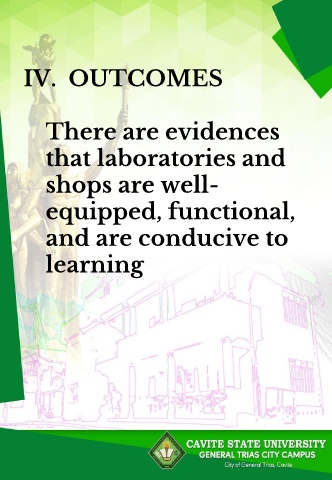 IV. OUTCOMES
There are evidences
that laboratories and
shops are well-
equipped, functional,
and are conducive to
learning
CAVITE STATE UNIVERSITY
GENERAL TRIAS CITY CAMPUS
City of General Trias, Cavite